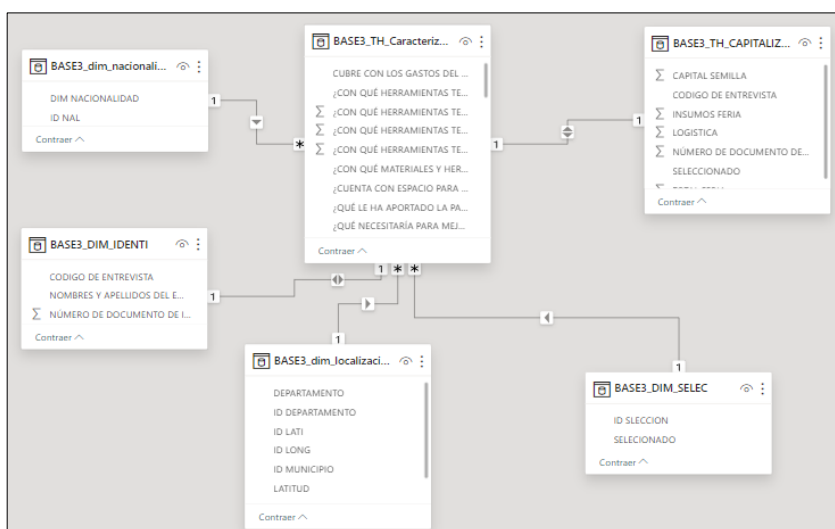 BASE3_dim_nacionali...
DIM NACIONALIDAD
ID NAL
Contraer
1
*
BASE3_TH_Caracteriz...
CUBRE CON LOS GASTOS DEL ...
¿CON QUÉ HERRAMIENTAS TE...
¿CON QUÉ HERRAMIENTAS TE...
¿CON QUÉ HERRAMIENTAS TE...
¿CON QUÉ HERRAMIENTAS TE...
¿CON QUÉ MATERIALES Y HER...
¿CUENTA CON ESPACIO PARA ...
¿QUÉ LE HA APORTADO LA PA...
¿QUÉ NECESITARÍA PARA MEJ...
Contraer
1
1
BASE3_TH_CAPITALIZ...
Σ CAPITAL SEMILLA
CODIGO DE ENTREVISTA
Σ INSUMOS FERIA
Σ LOGISTICA
Σ NÚMERO DE DOCUMENTO DE...
SELECCIONADO
Contraer
BASE3_DIM_IDENTI
CODIGO DE ENTREVISTA
NOMBRES Y APELLIDOS DEL E...
Σ NÚMERO DE DOCUMENTO DE I...
Contraer
1
1
*
*
1
BASE3_dim_localizaci...
DEPARTAMENTO
ID DEPARTAMENTO
ID LATI
ID LONG
ID MUNICIPIO
LATITUD
Contraer
1
BASE3_DIM_SELEC
ID SLECCION
SELECIONADO
Contraer